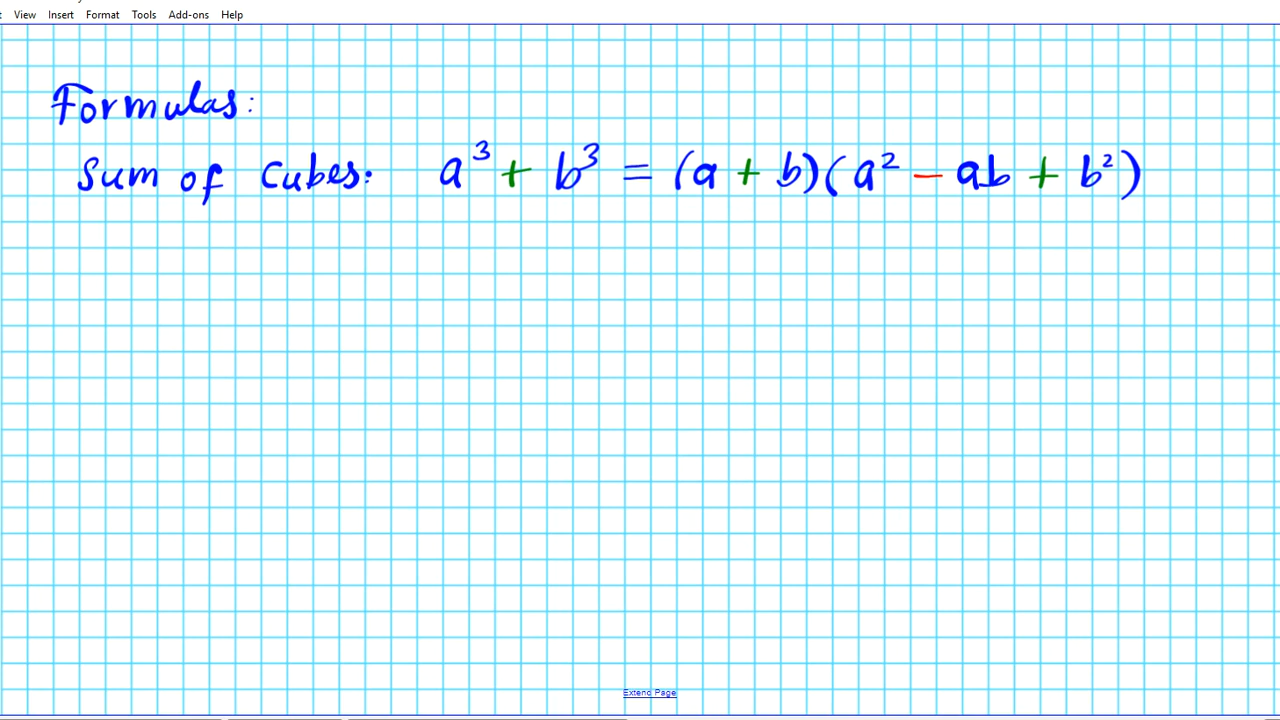 View Insert Format Tools Add-ons Help
Formulas:
Sum of Cubes: a³ + b³ = (a + b)(a² − ab + b²)
Extend Page